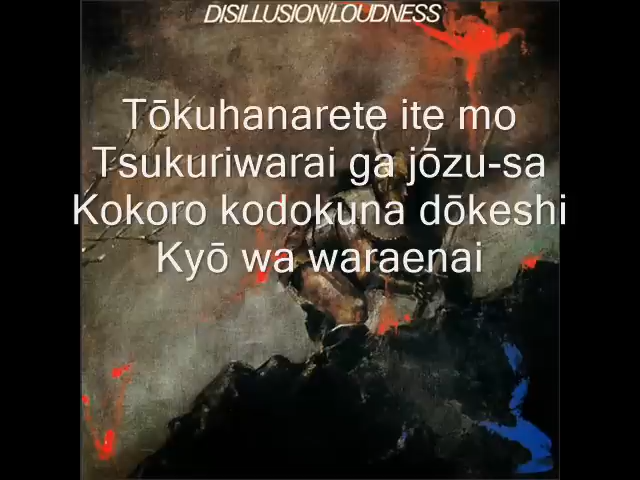 DISILLUSION/LOUDNESS
Tōkuhanarete ite mo
Tsukuriwarai ga jōzu-sa
Kokoro kodokuna dōkeshi
Kyō wa waraenai